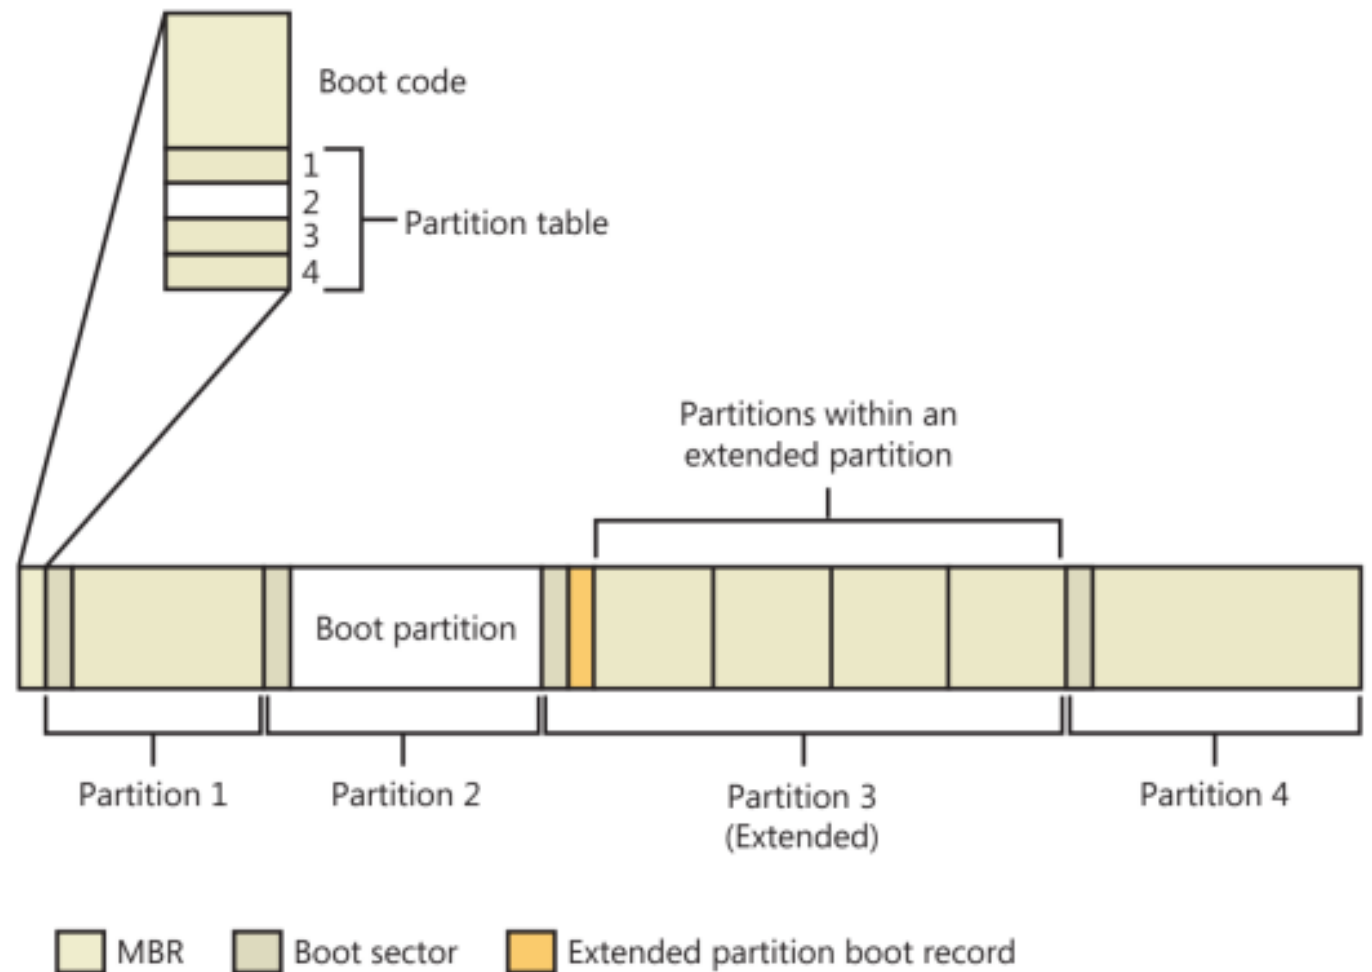 Boot code
1
2
3
4
Partition table
Partitions within an
extended partition
Boot partition
Partition 1
Partition 2
Partition 3
(Extended)
Partition 4
MBR
Boot sector
Extended partition boot record